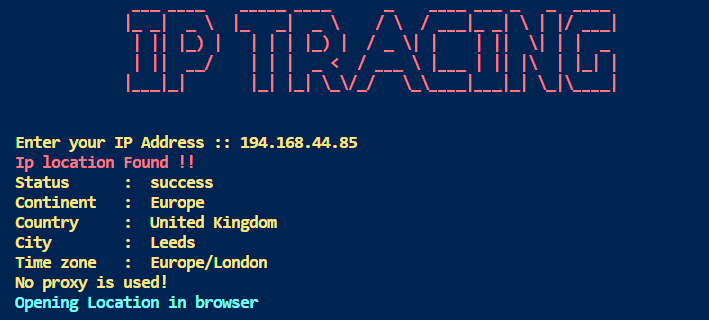 IP TRACING
Enter your IP Address :: 194.168.44.85
Ip location Found !!
Status : success
Continent : Europe
Country : United Kingdom
City : Leeds
Time zone : Europe/London
No proxy is used!
Opening Location in browser